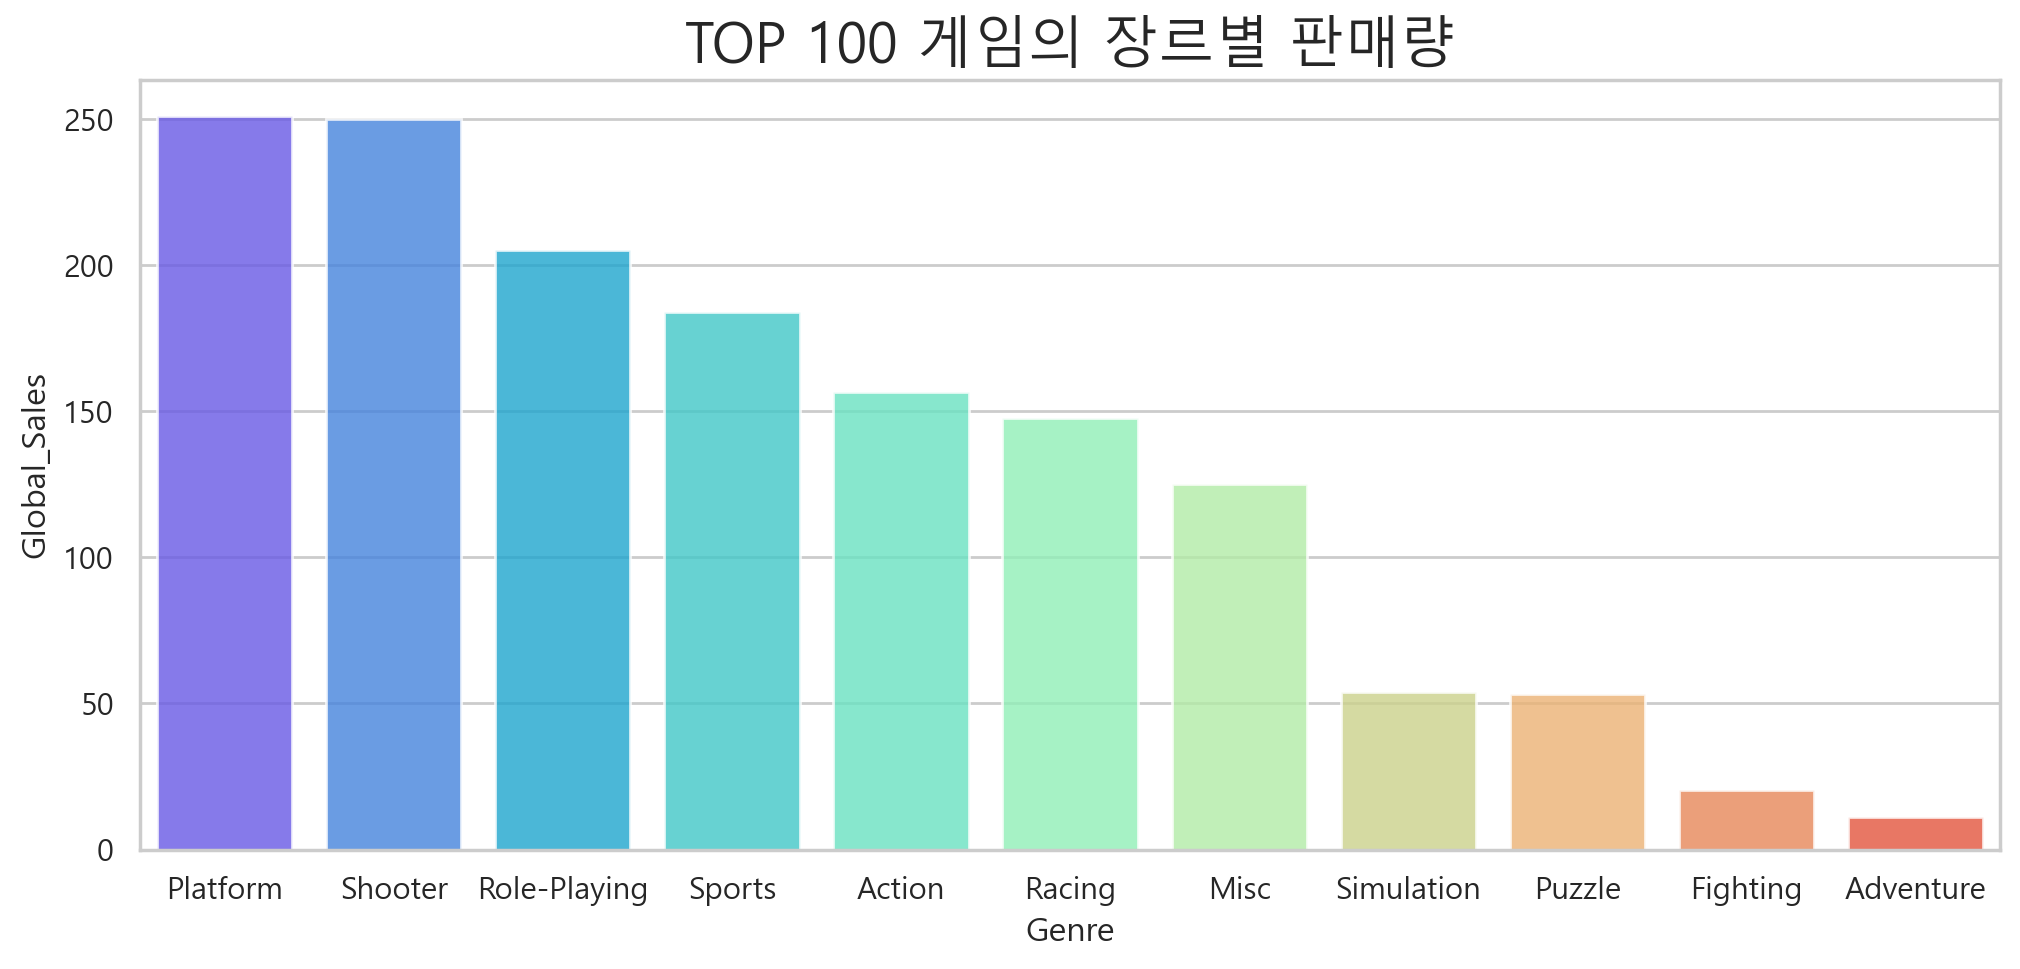 TOP 100 게임의 장르별 판매량
Global_Sales
250
200
150
100
50
0
Platform Shooter Role-Playing Sports Action Racing Misc Simulation Puzzle Fighting Adventure
Genre